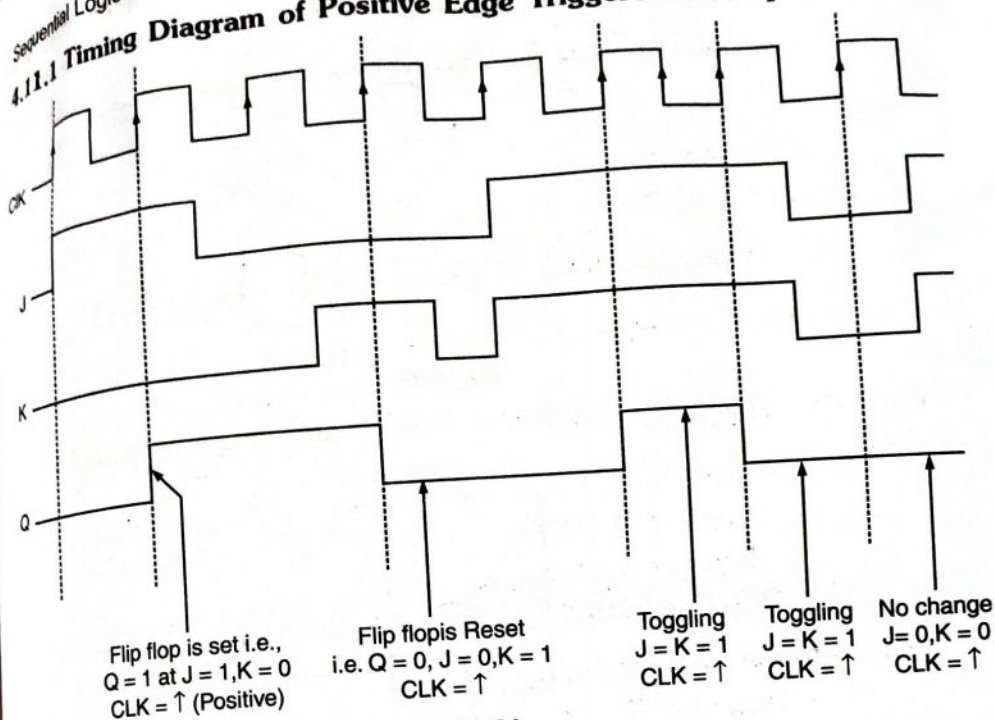 Sequential Logic
4.11.1 Timing Diagram of Positive Edge
CIK
J
K
Q
Flip flop is set i.e.,
Q = 1 at J = 1,K = 0
CLK = ↑ (Positive)
Flip flopis Reset
i.e. Q = 0, J = 0,K = 1
CLK = ↑
Toggling
J = K = 1
CLK = ↑
Toggling
J = K = 1
CLK = ↑
No change
J= 0,K = 0
CLK = ↑